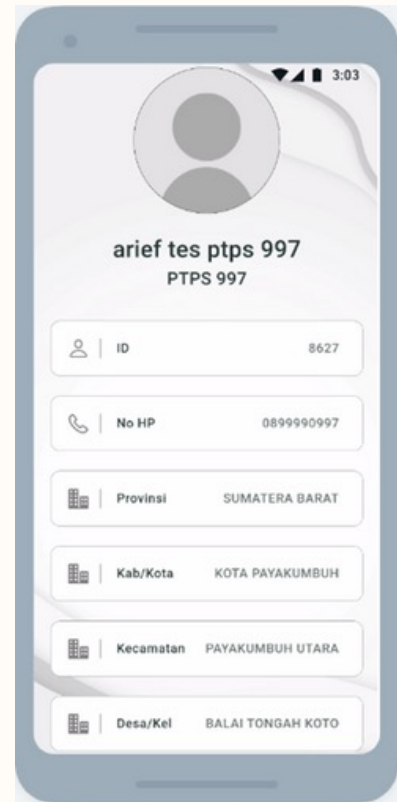 3:03
arief tes ptps 997
PTPS 997
ID 8627
No HP 0899990997
Provinsi SUMATERA BARAT
Kab/Kota KOTA PAYAKUMBUH
Kecamatan PAYAKUMBUH UTARA
Desa/Kel BALAI TONGAH KOTO